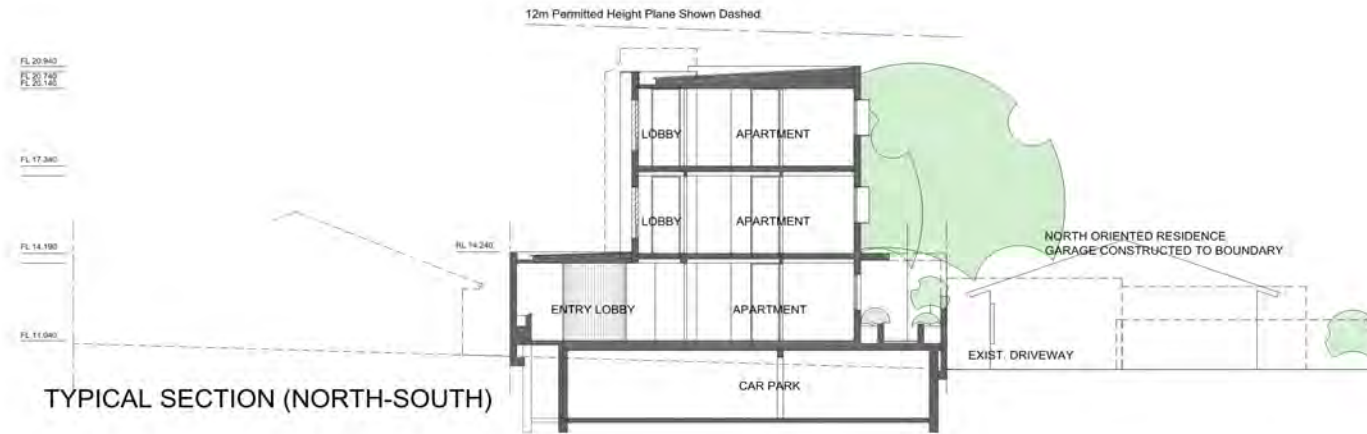 12m Permitted Height Plane Shown Dashed
FL 20.940
FL 20.740
FL 20.140
LOBBY APARTMENT
FL 17.340
LOBBY APARTMENT
NORTH ORIENTED RESIDENCE
GARAGE CONSTRUCTED TO BOUNDARY
FL 14.190
RL 14.240
ENTRY LOBBY APARTMENT
FL 11.040
EXIST. DRIVEWAY
CAR PARK
TYPICAL SECTION (NORTH-SOUTH)